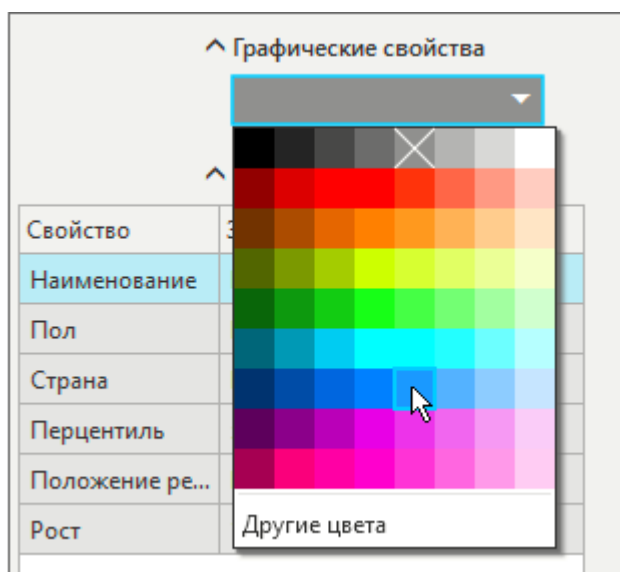 Графические свойства
Свойство
Наименование
Пол
Страна
Перцентиль
Положение ре...
Рост
Другие цвета